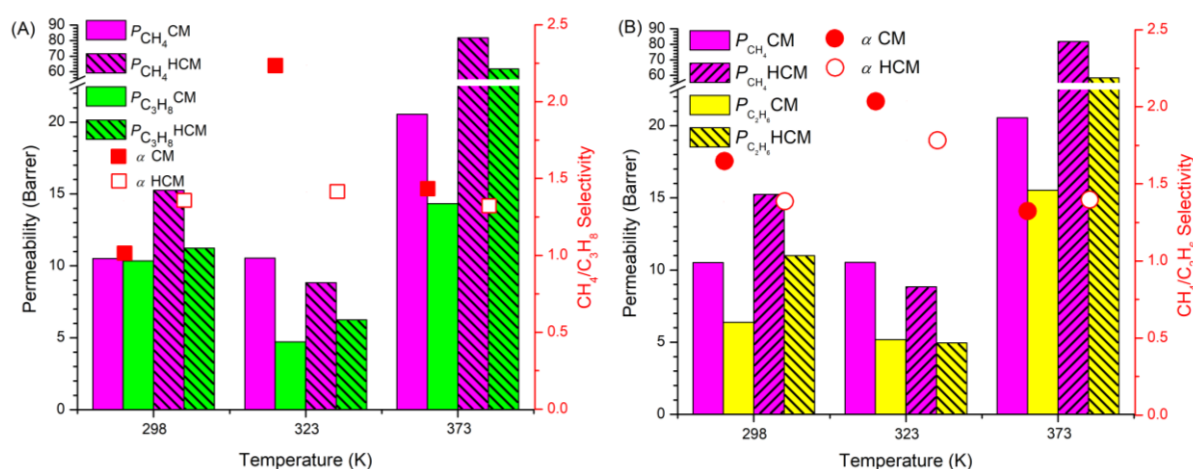 (A)
Permeability (Barrer)
90
80
70
60
20
15
10
5
0
P_CH₄ CM
P_CH₄ HCM
P_C₃H₈ CM
P_C₃H₈ HCM
α CM
α HCM
2.5
2.0
1.5
1.0
0.5
0.0
CH₄/C₃H₈ Selectivity
298 323 373
Temperature (K)
(B)
Permeability (Barrer)
90
80
70
60
20
15
10
5
0
P_CH₄ CM
P_CH₄ HCM
P_C₂H₆ CM
P_C₂H₆ HCM
α CM
α HCM
2.5
2.0
1.5
1.0
0.5
0.0
CH₄/C₂H₆ Selectivity
298 323 373
Temperature (K)